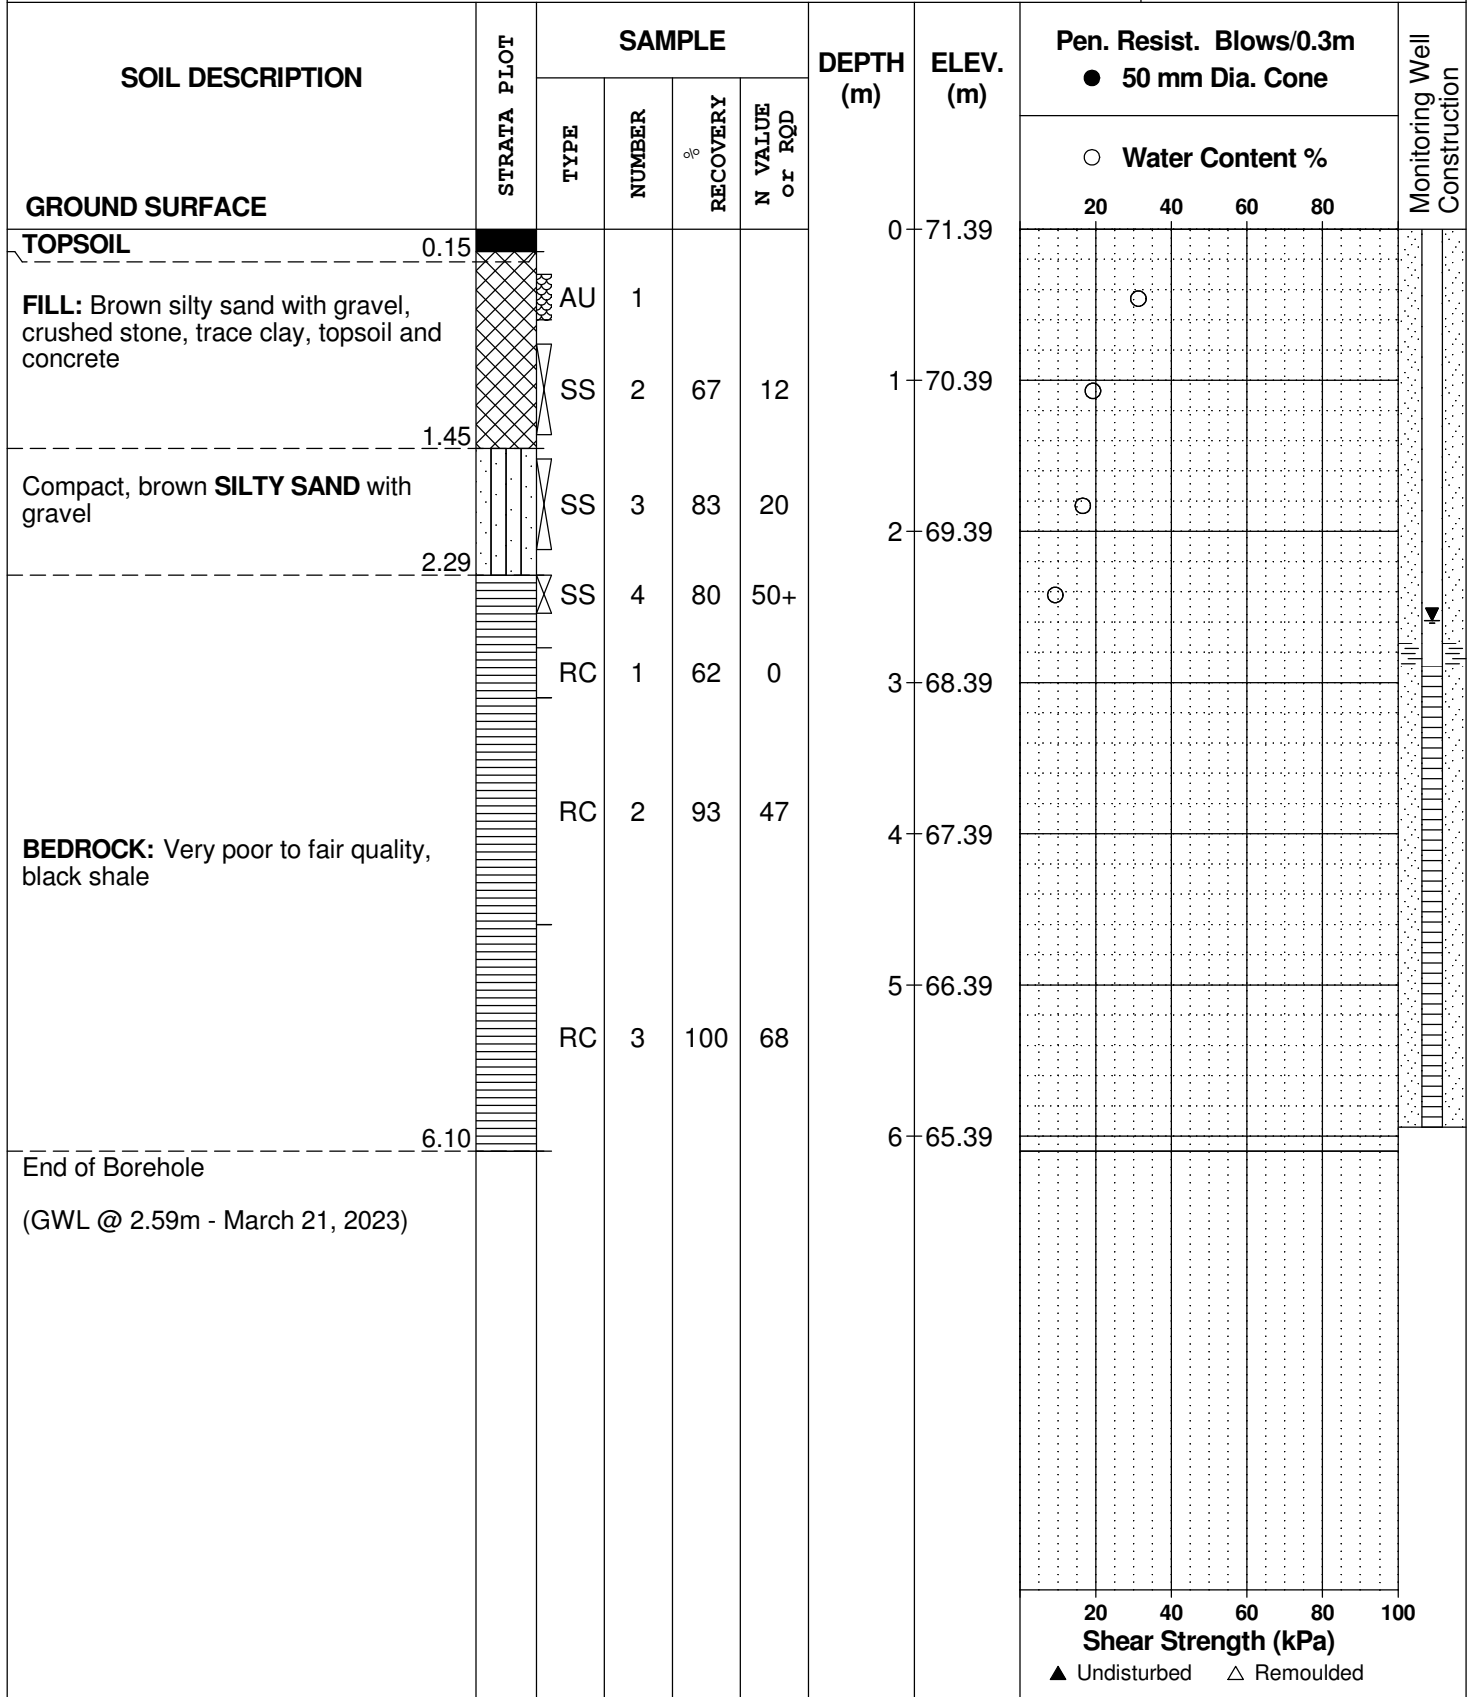 SOIL DESCRIPTION
GROUND SURFACE
STRATA PLOT
SAMPLE
TYPE
NUMBER
%
RECOVERY
N VALUE
or RQD
DEPTH
(m)
ELEV.
(m)
Pen. Resist. Blows/0.3m
● 50 mm Dia. Cone
○ Water Content %
20 40 60 80
Monitoring Well
Construction
TOPSOIL 0.15
0 71.39
FILL: Brown silty sand with gravel,
crushed stone, trace clay, topsoil and
concrete
AU 1
SS 2 67 12
1 70.39
1.45
Compact, brown SILTY SAND with
gravel
SS 3 83 20
2 69.39
2.29
SS 4 80 50+
RC 1 62 0
3 68.39
RC 2 93 47
4 67.39
BEDROCK: Very poor to fair quality,
black shale
5 66.39
RC 3 100 68
6.10
6 65.39
End of Borehole
(GWL @ 2.59m - March 21, 2023)
20 40 60 80 100
Shear Strength (kPa)
▲ Undisturbed △ Remoulded